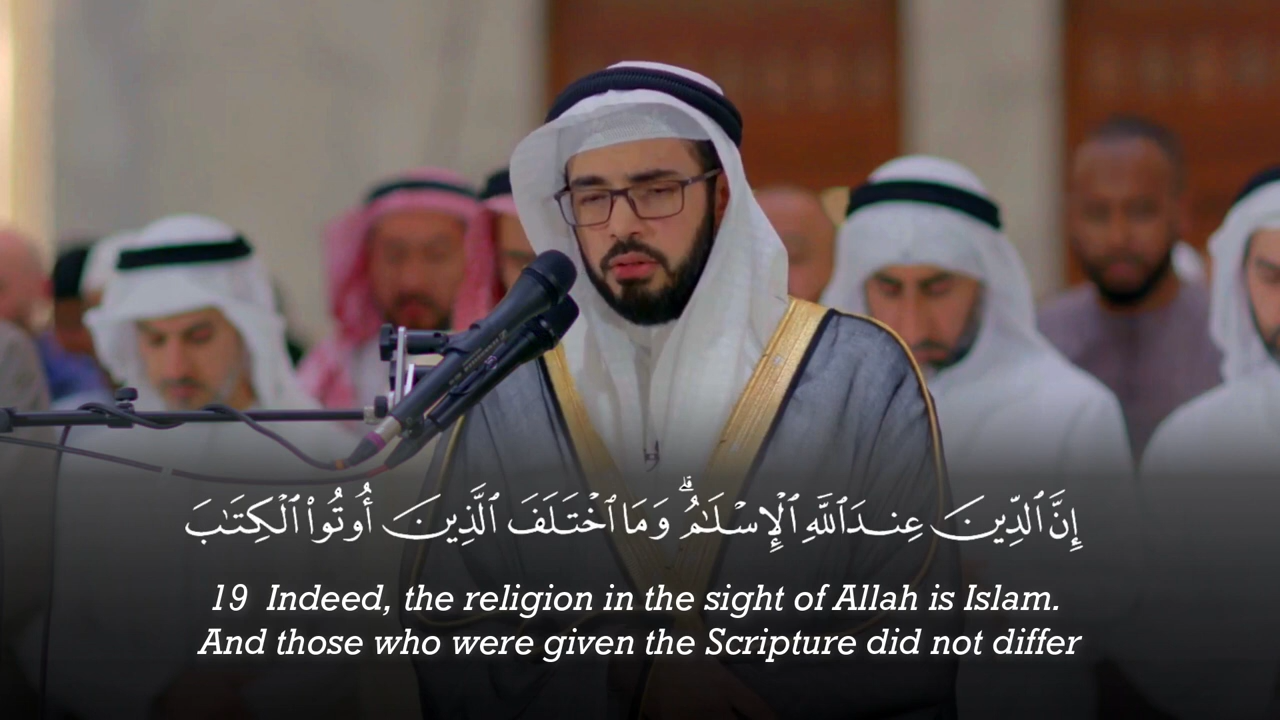 إِنَّ ٱلدِّينَ عِندَ ٱللَّهِ ٱلْإِسْلَـٰمُ ۗ وَمَا ٱخْتَلَفَ ٱلَّذِينَ أُوتُوا۟ ٱلْكِتَـٰبَ
19 Indeed, the religion in the sight of Allah is Islam.
And those who were given the Scripture did not differ